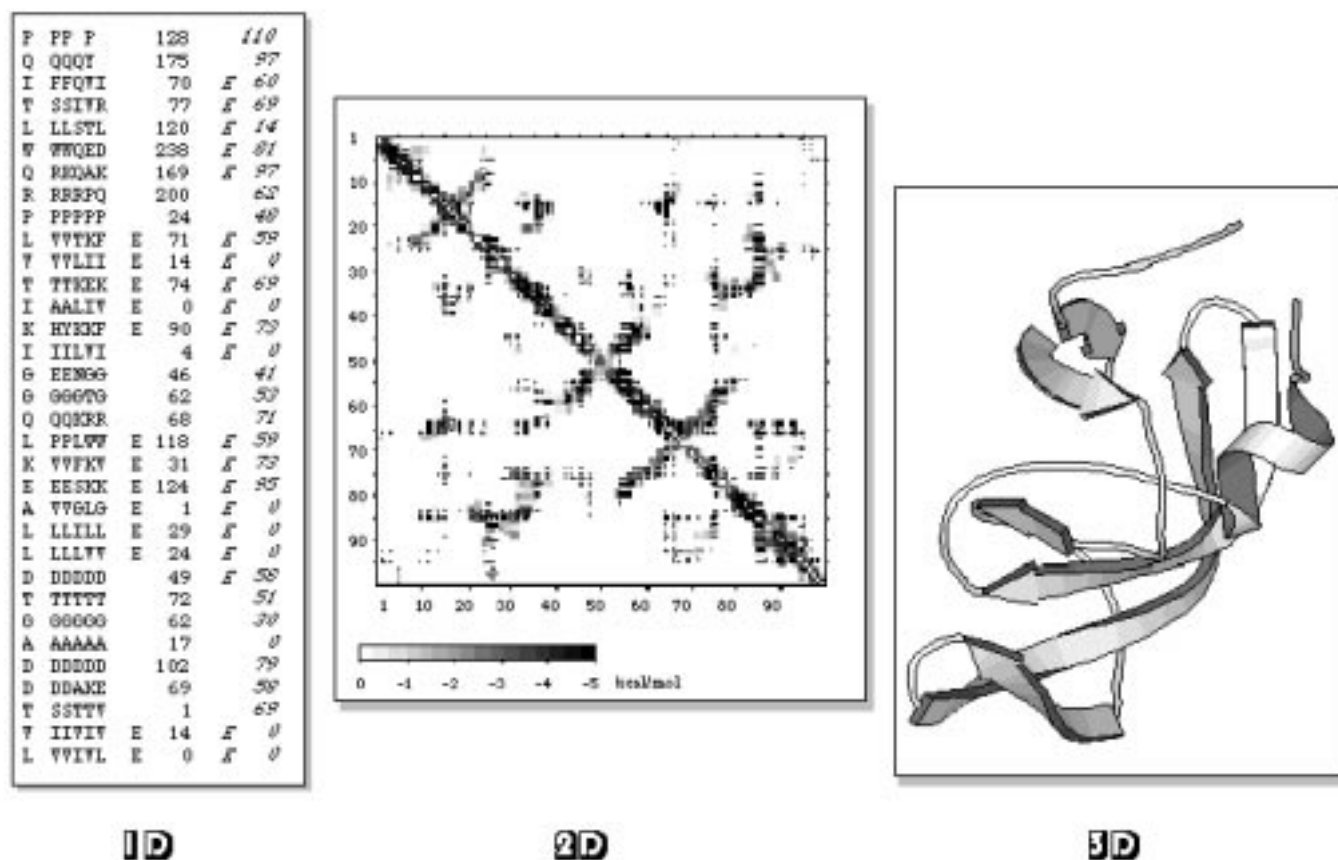 P PP P 128 110
Q QQQY 175 97
I FFQVI 70 E 60
T SSIVR 77 E 69
L LLSTL 120 E 14
W WWQED 238 E 81
Q RKQAK 169 E 97
R RRRPQ 200 62
P PPPPP 24 48
L VVTKF E 71 E 59
V VVLII E 14 E 0
T TTKEK E 74 E 69
I AALIV E 0 E 0
K HYKKF E 90 E 73
I IILVI E 4 E 0
G EENGG 46 41
G GGGTG 62 53
Q QQKRR 68 71
L PPLWW E 118 E 59
K VVFKV E 31 E 73
E EESKK E 124 E 95
A VVGLG E 1 E 0
L LLILL E 29 E 0
L LLLVV E 24 E 0
D DDDDD 49 E 58
T TTTTT 72 51
G GGGGG 62 30
A AAAAA 17 0
D DDDDD 102 79
D DDAKE 69 58
T SSTTV 1 69
V IIVIV E 14 E 0
L VVIVL E 0 E 0
1D
1
10
20
30
40
50
60
70
80
90
1 10 20 30 40 50 60 70 80 90
0 -1 -2 -3 -4 -5 kcal/mol
2D
3D